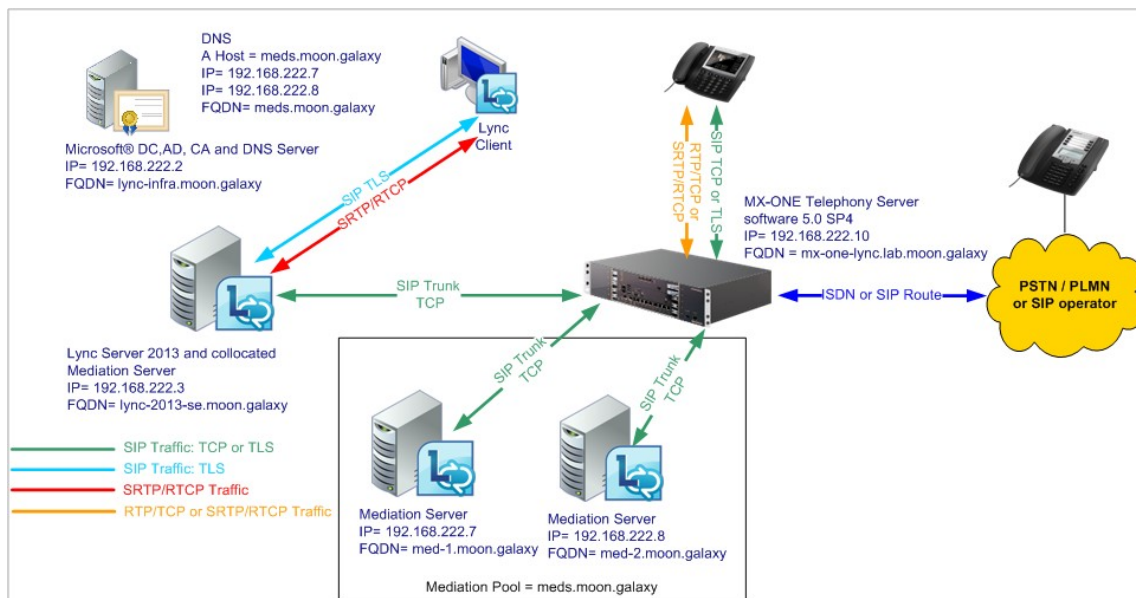 DNS
A Host = meds.moon.galaxy
IP= 192.168.222.7
IP= 192.168.222.8
FQDN= meds.moon.galaxy
Lync
Client
Microsoft® DC,AD, CA and DNS Server
IP= 192.168.222.2
FQDN= lync-infra.moon.galaxy
SIP TLS
SRTP/RTCP
RTP/TCP or
SRTP/RTCP
SIP TCP or TLS
MX-ONE Telephony Server
software 5.0 SP4
IP= 192.168.222.10
FQDN = mx-one-lync.lab.moon.galaxy
SIP Trunk
TCP
ISDN or SIP Route
PSTN / PLMN
or SIP operator
Lync Server 2013 and collocated
Mediation Server
IP= 192.168.222.3
FQDN= lync-2013-se.moon.galaxy
SIP Trunk
TCP
SIP Trunk
TCP
SIP Traffic: TCP or TLS
SIP Traffic: TLS
SRTP/RTCP Traffic
RTP/TCP or SRTP/RTCP Traffic
Mediation Server
IP= 192.168.222.7
FQDN= med-1.moon.galaxy
Mediation Server
IP= 192.168.222.8
FQDN= med-2.moon.galaxy
Mediation Pool = meds.moon.galaxy